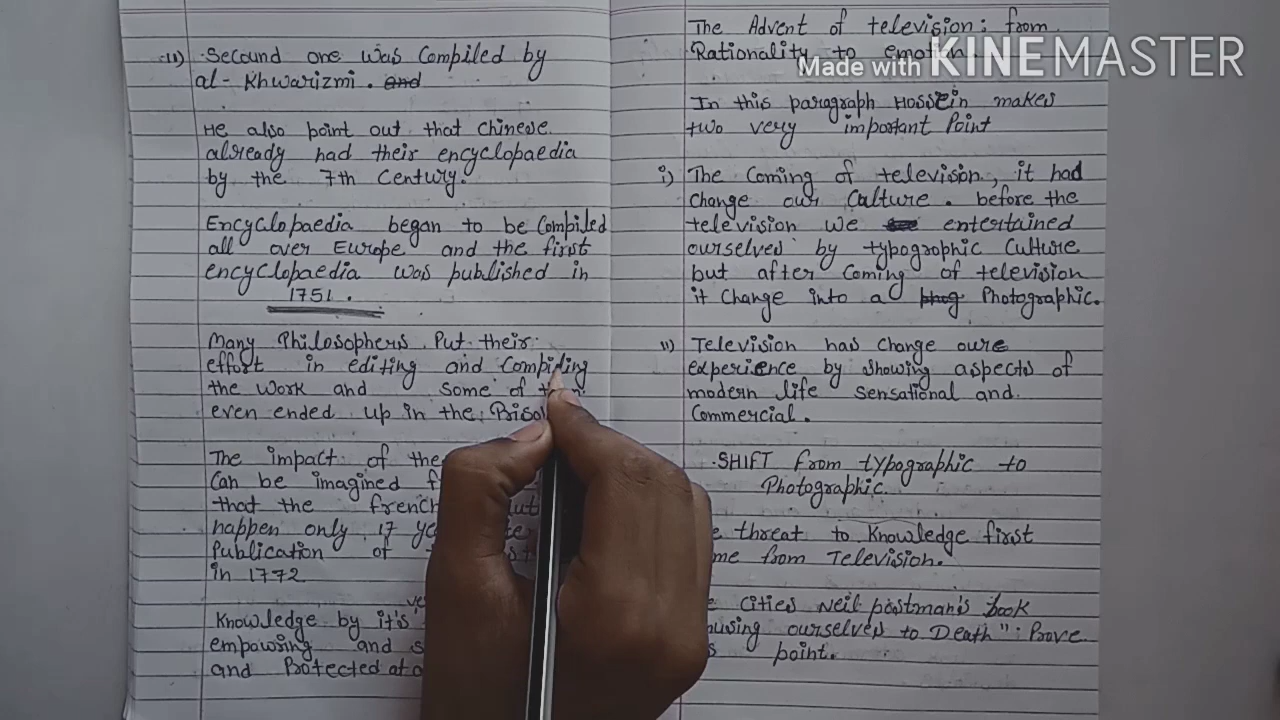 ii) Secound one was Compiled by
al-Khwarizmi. and
He also point out that chinese
already had their encyclopaedia
by the 7th Century.
Encyclopaedia began to be Compiled
all over Europe and the first
encyclopaedia was published in
1751.
Many Philosophers Put their
effort in editing and Compiling
the work and some of
even ended up in the
The impact of the
Can be imagined
that the french
happen only 17
Publication of
in 1772
Knowledge by it's
empowring and
and Protected at
The Advent of television: from
Rationality to emotion
Made with KINEMASTER
In this paragraph Hossein makes
two very important Point
i) The Coming of television, it had
change our Culture. before the
television we entertained
ourselves by typographic Culture
but after Coming of television
it Change into a Photographic.
ii) Television has change oure
experience by showing aspects of
modern life sensational and
Commercial.
SHIFT from typographic to
Photographic.
threat to Knowledge first
from Television.
cities Neil postman's book
ourselves to Death": Prove
point.